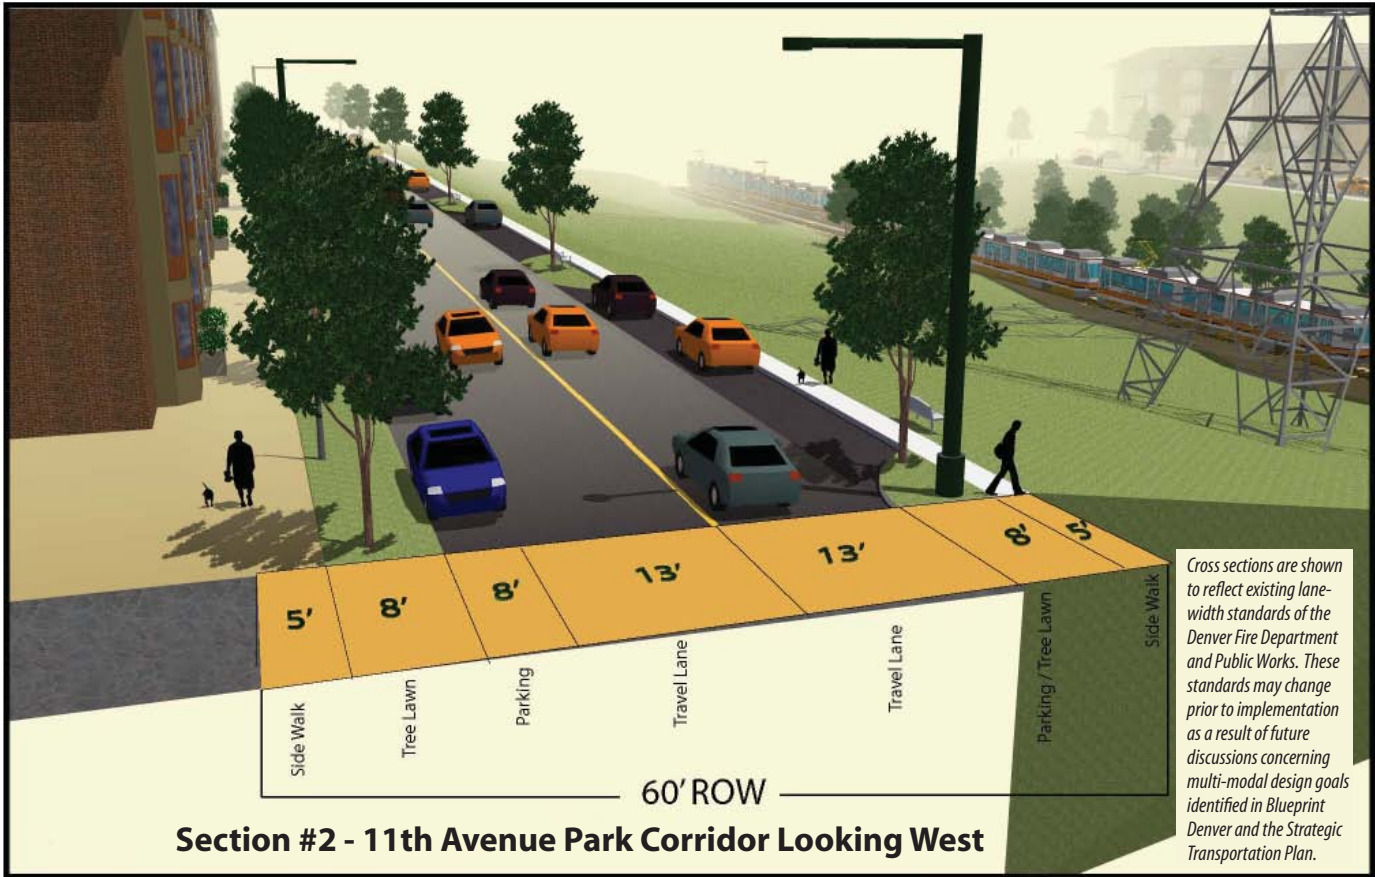 5'
8'
8'
13'
13'
8'
5'
Side Walk
Tree Lawn
Parking
Travel Lane
Travel Lane
Parking / Tree Lawn
Side Walk
60' ROW
Section #2 - 11th Avenue Park Corridor Looking West
Cross sections are shown
to reflect existing lane-
width standards of the
Denver Fire Department
and Public Works. These
standards may change
prior to implementation
as a result of future
discussions concerning
multi-modal design goals
identified in Blueprint
Denver and the Strategic
Transportation Plan.